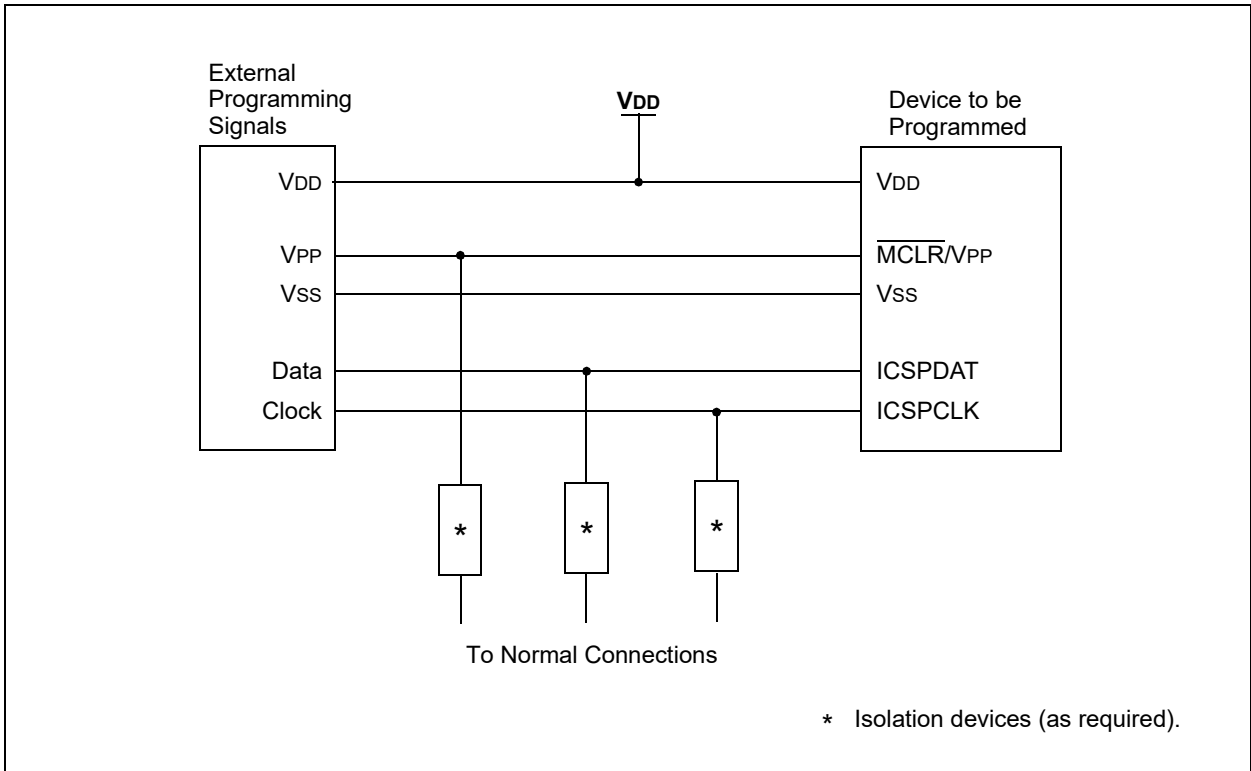 External
Programming
Signals
VDD
Device to be
Programmed
VDD
VDD
VPP
MCLR/VPP
VSS
VSS
Data
ICSPDAT
Clock
ICSPCLK
*
*
*
To Normal Connections
* Isolation devices (as required).